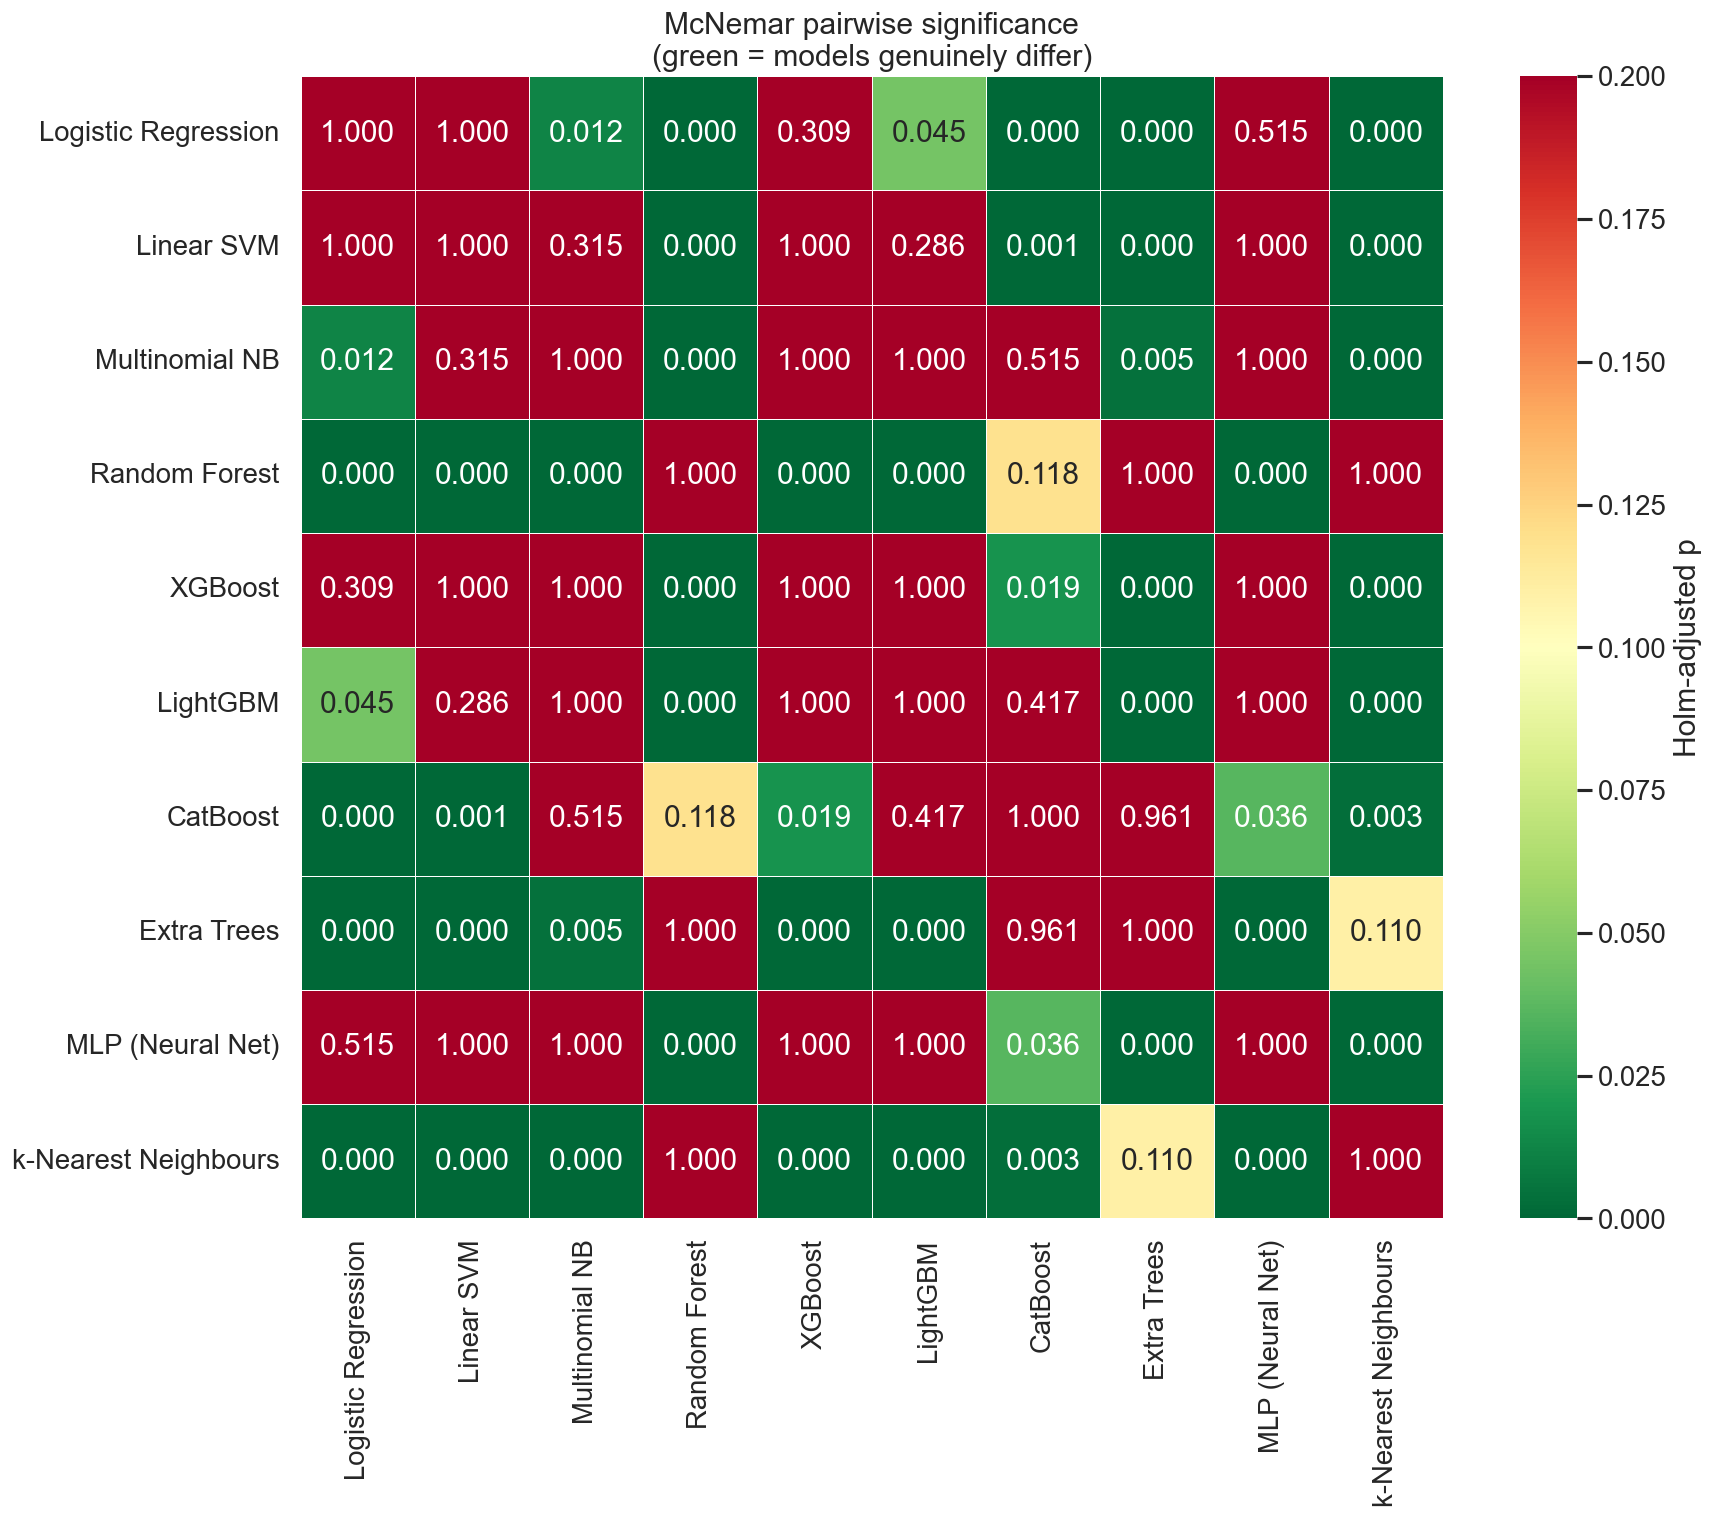 McNemar pairwise significance
(green = models genuinely differ)
Logistic Regression 1.000 1.000 0.012 0.000 0.309 0.045 0.000 0.000 0.515 0.000
Linear SVM 1.000 1.000 0.315 0.000 1.000 0.286 0.001 0.000 1.000 0.000
Multinomial NB 0.012 0.315 1.000 0.000 1.000 1.000 0.515 0.005 1.000 0.000
Random Forest 0.000 0.000 0.000 1.000 0.000 0.000 0.118 1.000 0.000 1.000
XGBoost 0.309 1.000 1.000 0.000 1.000 1.000 0.019 0.000 1.000 0.000
LightGBM 0.045 0.286 1.000 0.000 1.000 1.000 0.417 0.000 1.000 0.000
CatBoost 0.000 0.001 0.515 0.118 0.019 0.417 1.000 0.961 0.036 0.003
Extra Trees 0.000 0.000 0.005 1.000 0.000 0.000 0.961 1.000 0.000 0.110
MLP (Neural Net) 0.515 1.000 1.000 0.000 1.000 1.000 0.036 0.000 1.000 0.000
k-Nearest Neighbours 0.000 0.000 0.000 1.000 0.000 0.000 0.003 0.110 0.000 1.000
Logistic Regression
Linear SVM
Multinomial NB
Random Forest
XGBoost
LightGBM
CatBoost
Extra Trees
MLP (Neural Net)
k-Nearest Neighbours
0.200
0.175
0.150
0.125
0.100
0.075
0.050
0.025
0.000
Holm-adjusted p